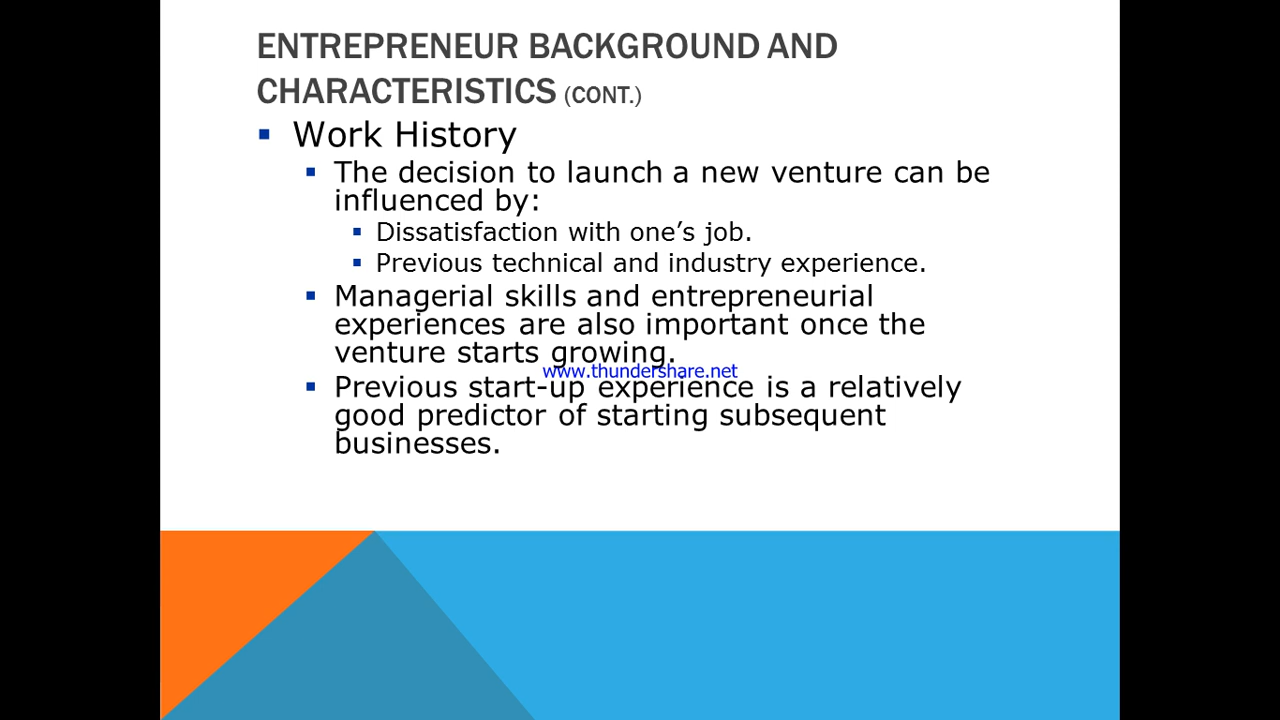 ENTREPRENEUR BACKGROUND AND
CHARACTERISTICS (CONT.)
Work History
The decision to launch a new venture can be
influenced by:
Dissatisfaction with one’s job.
Previous technical and industry experience.
Managerial skills and entrepreneurial
experiences are also important once the
venture starts growing.
www.thundershare.net
Previous start-up experience is a relatively
good predictor of starting subsequent
businesses.